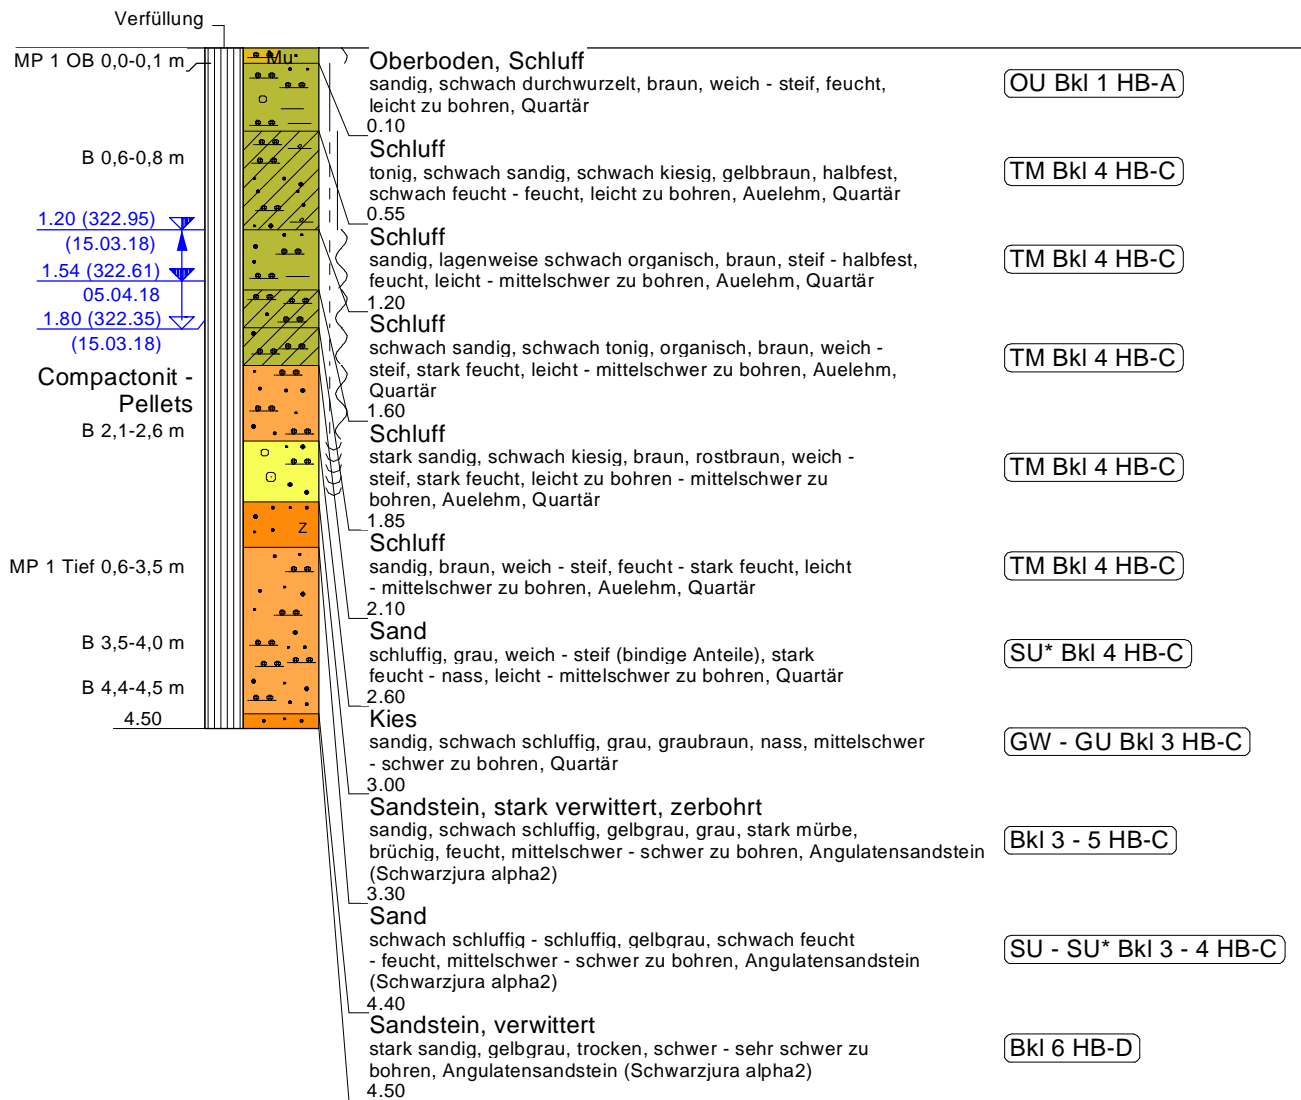 Verfüllung
MP 1 OB 0,0-0,1 m
B 0,6-0,8 m
1.20 (322.95)
(15.03.18)
1.54 (322.61)
05.04.18
1.80 (322.35)
(15.03.18)
Compactonit -
Pellets
B 2,1-2,6 m
MP 1 Tief 0,6-3,5 m
B 3,5-4,0 m
B 4,4-4,5 m
4.50
Mu
z
Oberboden, Schluff
sandig, schwach durchwurzelt, braun, weich - steif, feucht,
leicht zu bohren, Quartär
0.10
OU Bkl 1 HB-A
Schluff
tonig, schwach sandig, schwach kiesig, gelbbraun, halbfest,
schwach feucht - feucht, leicht zu bohren, Auelehm, Quartär
0.55
TM Bkl 4 HB-C
Schluff
sandig, lagenweise schwach organisch, braun, steif - halbfest,
feucht, leicht - mittelschwer zu bohren, Auelehm, Quartär
1.20
TM Bkl 4 HB-C
Schluff
schwach sandig, schwach tonig, organisch, braun, weich -
steif, stark feucht, leicht - mittelschwer zu bohren, Auelehm,
Quartär
1.60
TM Bkl 4 HB-C
Schluff
stark sandig, schwach kiesig, braun, rostbraun, weich -
steif, stark feucht, leicht zu bohren - mittelschwer zu
bohren, Auelehm, Quartär
1.85
TM Bkl 4 HB-C
Schluff
sandig, braun, weich - steif, feucht - stark feucht, leicht
- mittelschwer zu bohren, Auelehm, Quartär
2.10
TM Bkl 4 HB-C
Sand
schluffig, grau, weich - steif (bindige Anteile), stark
feucht - nass, leicht - mittelschwer zu bohren, Quartär
2.60
SU* Bkl 4 HB-C
Kies
sandig, schwach schluffig, grau, graubraun, nass, mittelschwer
- schwer zu bohren, Quartär
3.00
GW - GU Bkl 3 HB-C
Sandstein, stark verwittert, zerbohrt
sandig, schwach schluffig, gelbgrau, grau, stark mürbe,
brüchig, feucht, mittelschwer - schwer zu bohren, Angulatensandstein
(Schwarzjura alpha2)
3.30
Bkl 3 - 5 HB-C
Sand
schwach schluffig - schluffig, gelbgrau, schwach feucht
- feucht, mittelschwer - schwer zu bohren, Angulatensandstein
(Schwarzjura alpha2)
4.40
SU - SU* Bkl 3 - 4 HB-C
Sandstein, verwittert
stark sandig, gelbgrau, trocken, schwer - sehr schwer zu
bohren, Angulatensandstein (Schwarzjura alpha2)
4.50
Bkl 6 HB-D